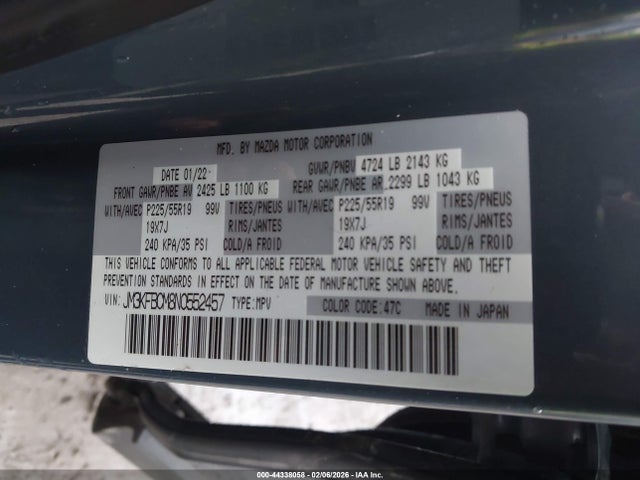 MFD. BY MAZDA MOTOR CORPORATION
DATE 01/22- GVWR/PNBV 4724 LB 2143 KG
FRONT GAWR/PNBE AV 2425 LB 1100 KG REAR GAWR/PNBE AR 2299 LB 1043 KG
WITH/AVEC P225/55R19 99V TIRES/PNEUS WITH/AVEC P225/55R19 99V TIRES/PNEUS
19X7J RIMS/JANTES 19X7J RIMS/JANTES
240 KPA/35 PSI COLD/A FROID 240 KPA/35 PSI COLD/A FROID
THIS VEHICLE CONFORMS TO ALL APPLICABLE FEDERAL MOTOR VEHICLE SAFETY AND THEFT
PREVENTION STANDARDS IN EFFECT ON THE DATE OF MANUFACTURE SHOWN ABOVE.
VIN: JM3KFBCM8N0552457 TYPE:MPV COLOR CODE:47C MADE IN JAPAN
000-44338058 - 02/06/2026 - IAA Inc.